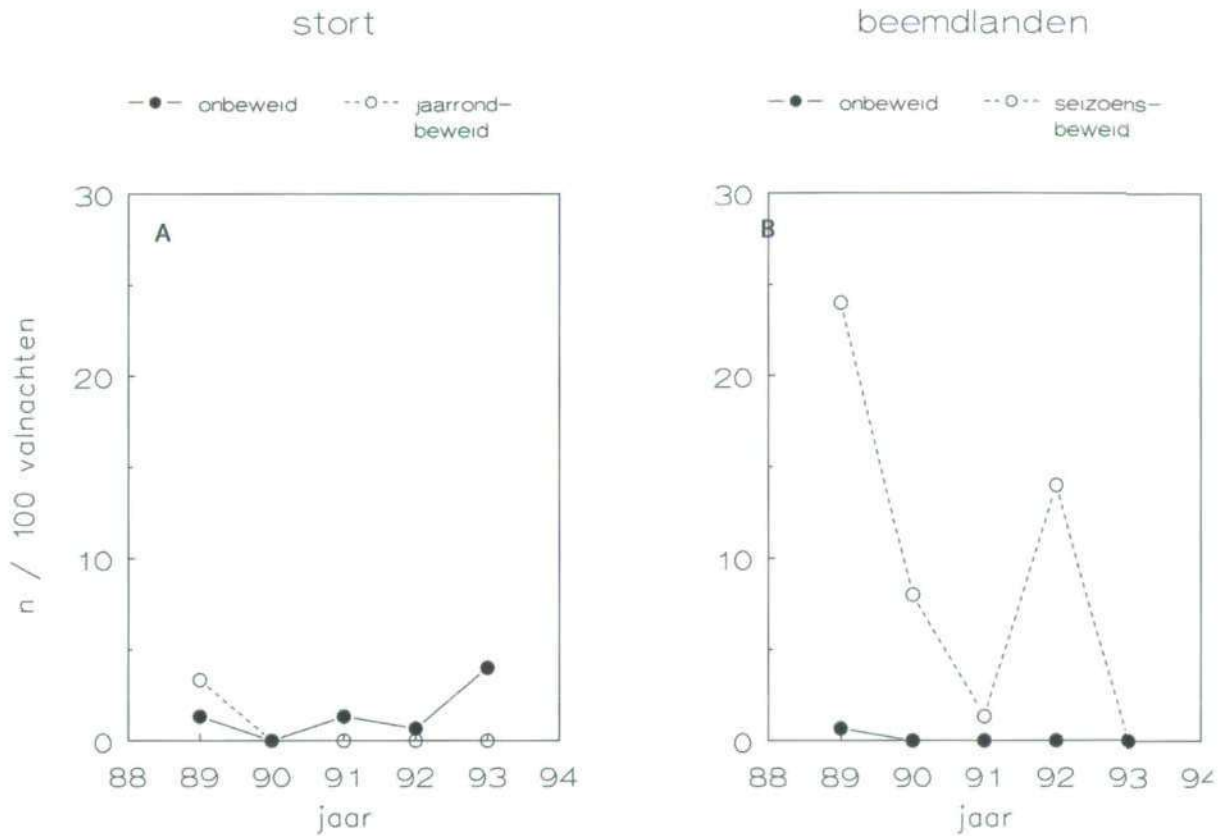 stort
onbeweid jaarrond-
beweid
A
30
20
10
0
88 89 90 91 92 93 94
jaar
n / 100 valnachten
beemdlanden
onbeweid seizoens-
beweid
B
30
20
10
0
88 89 90 91 92 93 94
jaar